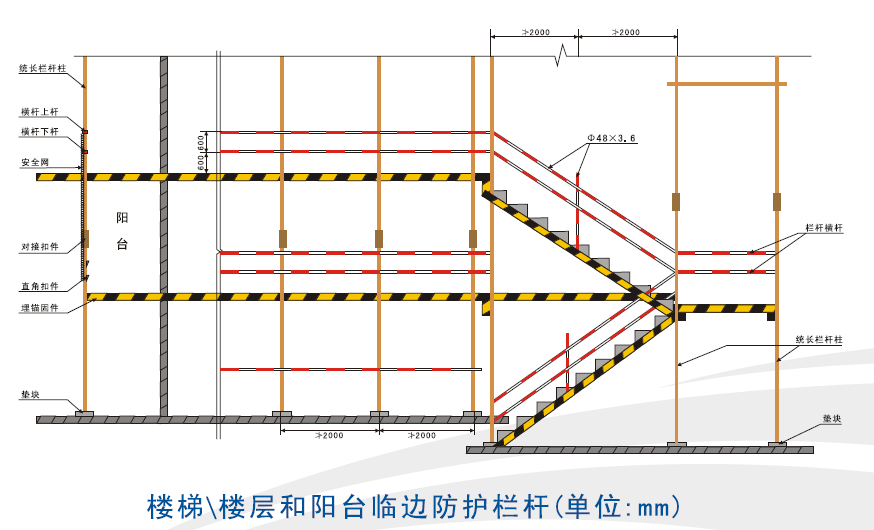 ≯2000
≯2000
统长栏杆柱
横杆上杆
横杆下杆
安全网
600
600
Φ48×3.6
阳
台
对接扣件
直角扣件
埋锚固件
栏杆横杆
统长栏杆柱
垫块
垫块
≯2000
≯2000
楼梯\楼层和阳台临边防护栏杆(单位:mm)